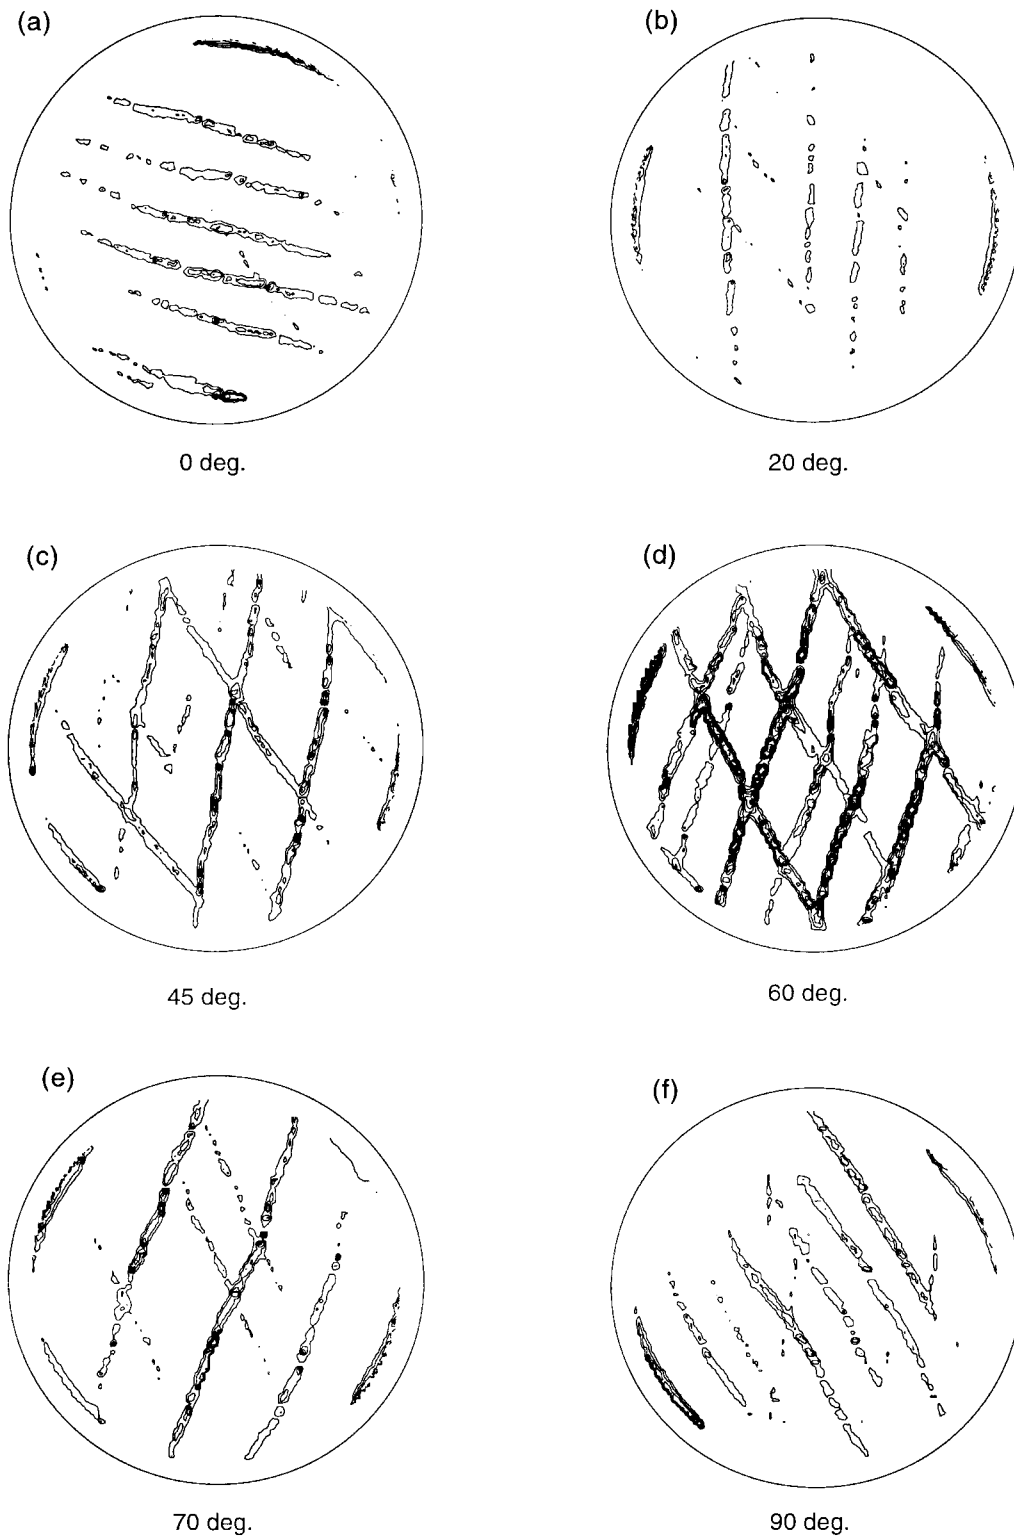 (a)
(b)
0 deg.
20 deg.
(c)
(d)
45 deg.
60 deg.
(e)
(f)
70 deg.
90 deg.